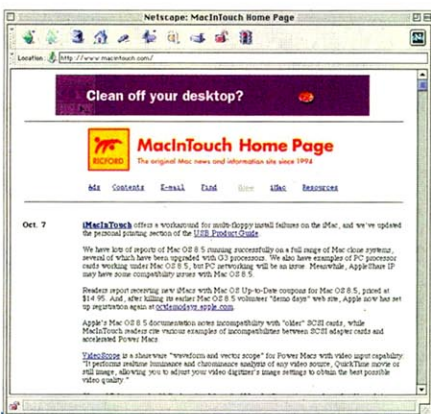 Netscape: MacInTouch Home Page
Location: http://www.macintouch.com/
Clean off your desktop?
RICFORD
MacInTouch Home Page
The original Mac news and information site since 1994
Ads Contents E-mail Find Home iMac Resources
Oct. 7
iMacInTouch offers a workaround for multi-floppy install failures on the iMac, and we've updated
the personal printing section of the USB Product Guide.
We have lots of reports of Mac OS 8.5 running successfully on a full range of Mac clone systems,
several of which have been upgraded with G3 processors. We also have examples of PC processor
cards working under Mac OS 8.5, but PC networking will be an issue. Meanwhile, AppleShare IP
may have some compatibility issues with Mac OS 8.5.
Readers report receiving new iMacs with Mac OS Up-to-Date coupons for Mac OS 8.5, priced at
$14.95. And, after killing its earlier Mac OS 8.5 volunteer "demo days" web site, Apple now has set
up registration again at octdemodays.apple.com.
Apple's Mac OS 8.5 documentation notes incompatibility with "older" SCSI cards, while
MacInTouch readers cite various examples of incompatibilities between SCSI adapter cards and
accelerated Power Macs.
VideoScope is a shareware "waveform and vector scope" for Power Macs with video input capability.
"It performs realtime luminance and chrominance analysis of any video source, QuickTime movie or
still image, allowing you to adjust your video digitizer's image settings to obtain the best possible
video quality."